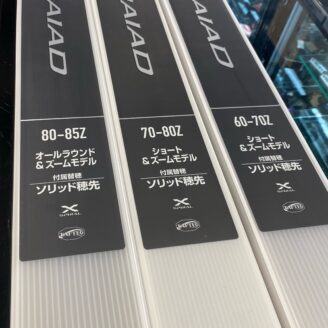 AIAD
80-85Z
オールラウンド
&ズームモデル
付属替穂
ソリッド穂先
X
SPIRAL
AIAD
70-80Z
ショート
&ズームモデル
付属替穂
ソリッド穂先
X
SPIRAL
AIAD
60-70Z
ショート
&ズームモデル
付属替穂
ソリッド穂先
X
SPIRAL